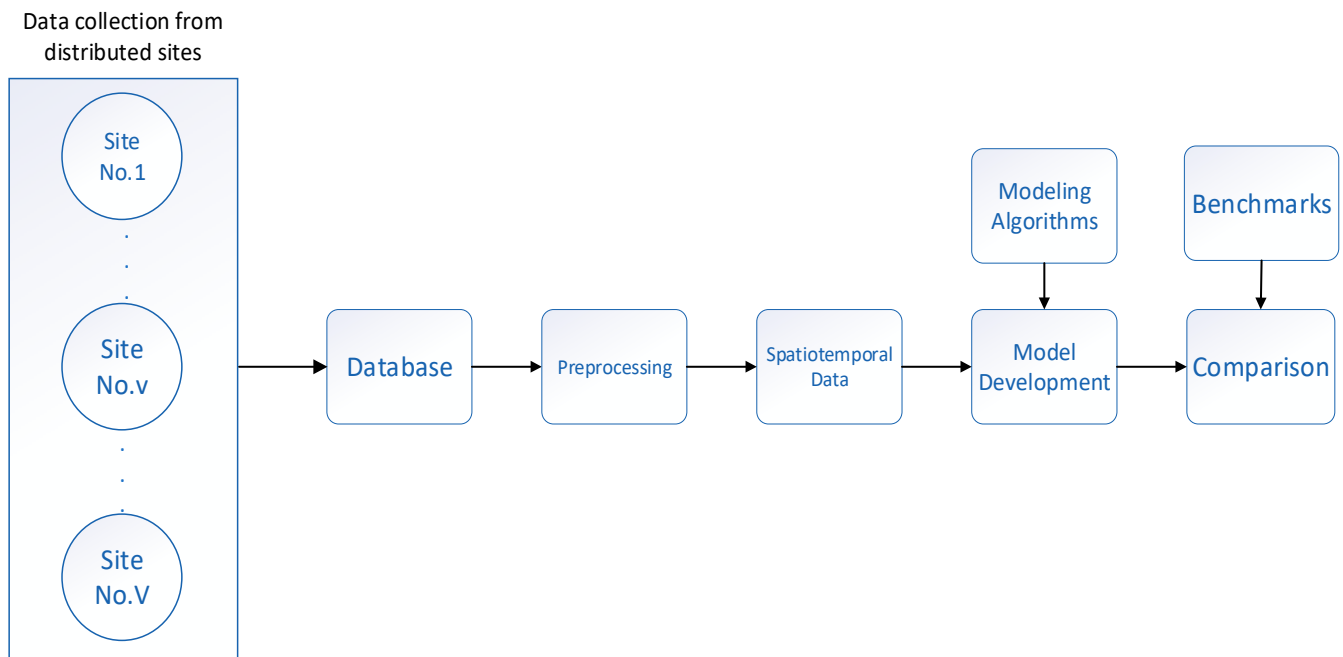 Data collection from
distributed sites
Site
No.1
.
.
.
Site
No.v
.
.
.
Site
No.V
Database
Preprocessing
Spatiotemporal
Data
Modeling
Algorithms
Model
Development
Benchmarks
Comparison